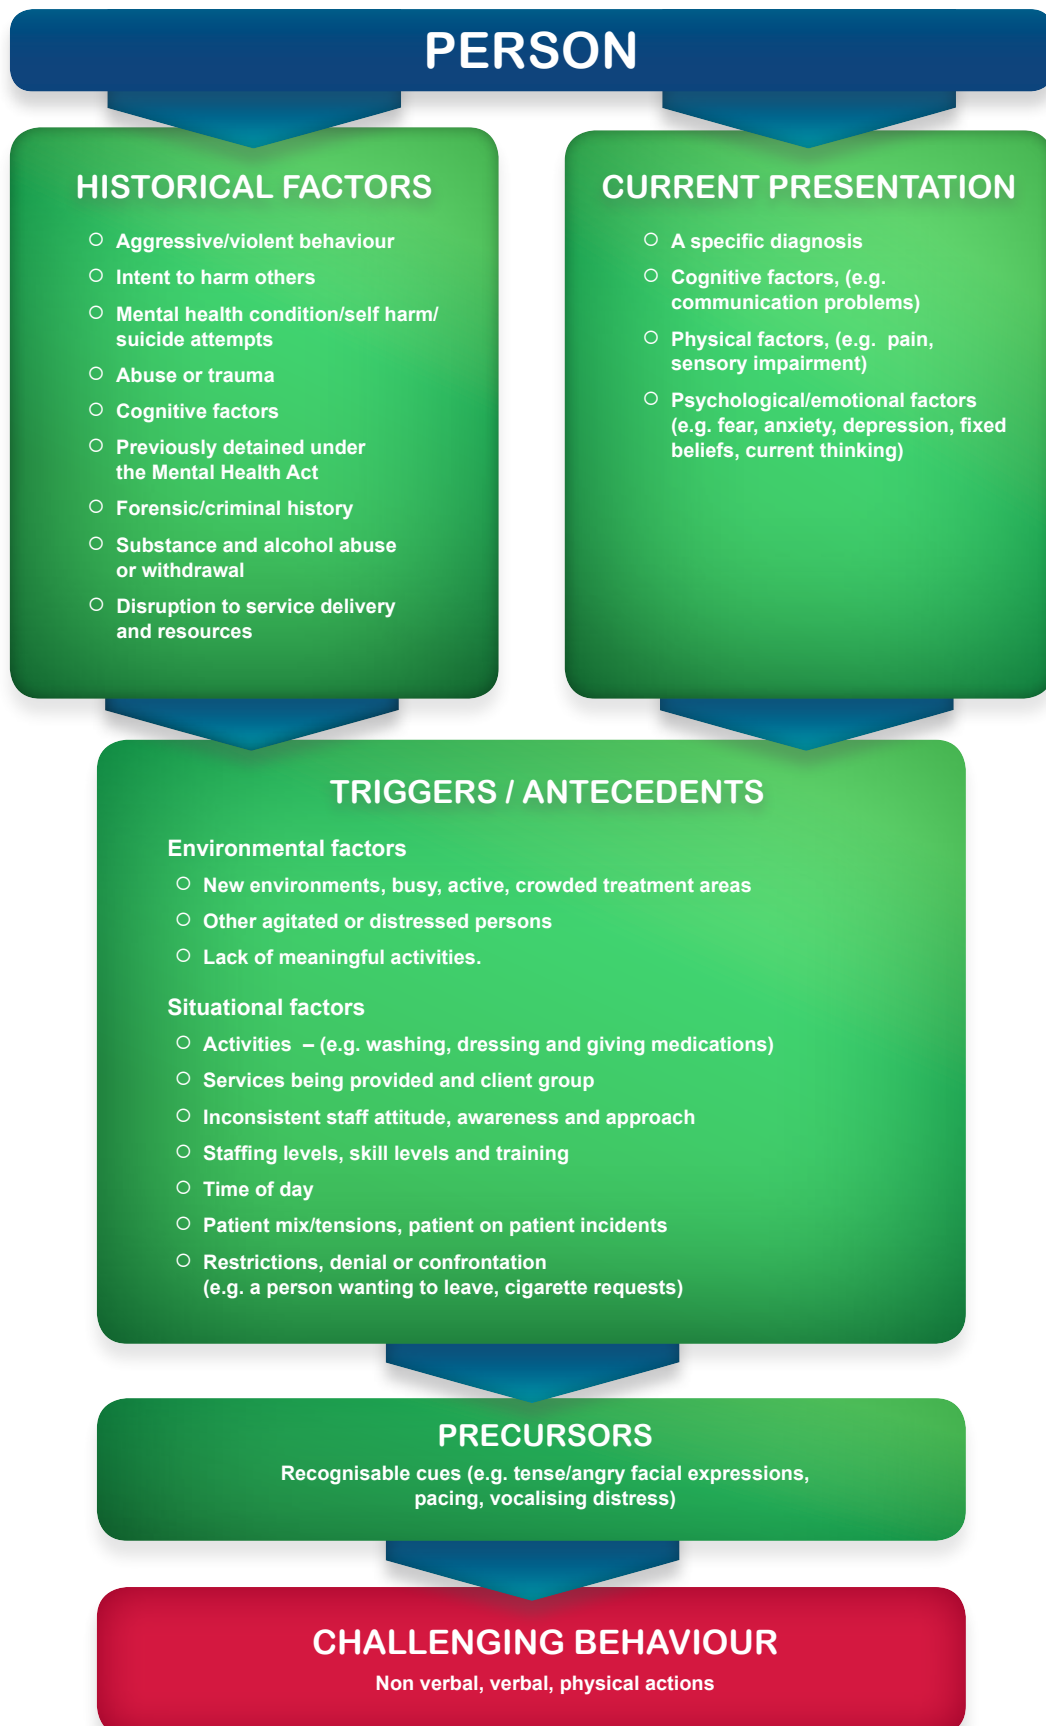 PERSON
HISTORICAL FACTORS
Aggressive/violent behaviour
Intent to harm others
Mental health condition/self harm/
suicide attempts
Abuse or trauma
Cognitive factors
Previously detained under
the Mental Health Act
Forensic/criminal history
Substance and alcohol abuse
or withdrawal
Disruption to service delivery
and resources
CURRENT PRESENTATION
A specific diagnosis
Cognitive factors, (e.g.
communication problems)
Physical factors, (e.g.  pain,
sensory impairment)
Psychological/emotional factors
(e.g. fear, anxiety, depression, fixed
beliefs, current thinking)
TRIGGERS / ANTECEDENTS
Environmental factors
New environments, busy, active, crowded treatment areas
Other agitated or distressed persons
Lack of meaningful activities.
Situational factors
Activities  – (e.g. washing, dressing and giving medications)
Services being provided and client group
Inconsistent staff attitude, awareness and approach
Staffing levels, skill levels and training
Time of day
Patient mix/tensions, patient on patient incidents
Restrictions, denial or confrontation
(e.g. a person wanting to leave, cigarette requests)
PRECURSORS
Recognisable cues (e.g. tense/angry facial expressions,
pacing, vocalising distress)
CHALLENGING BEHAVIOUR
Non verbal, verbal, physical actions